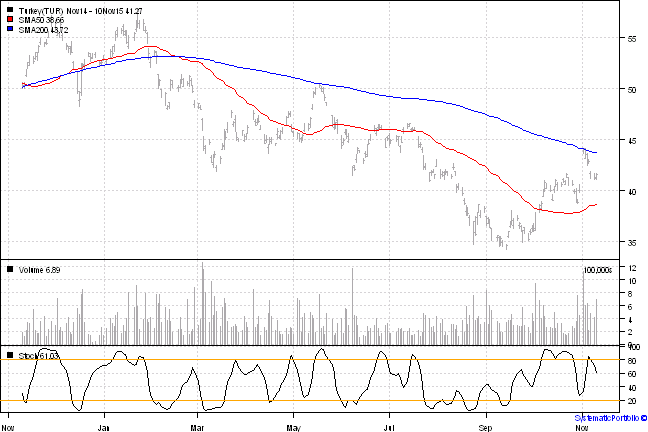 Turkey(TUR) Nov14 - 10Nov15 41.27
SMA50 38.66
SMA200 43.72
55
50
45
40
35
Volume 6.89
100,000s
12
10
8
6
4
2
0
Stoch 61.03
100
80
60
40
20
Nov Jan Mar May Jul Sep Nov
SystematicPortfolio ©